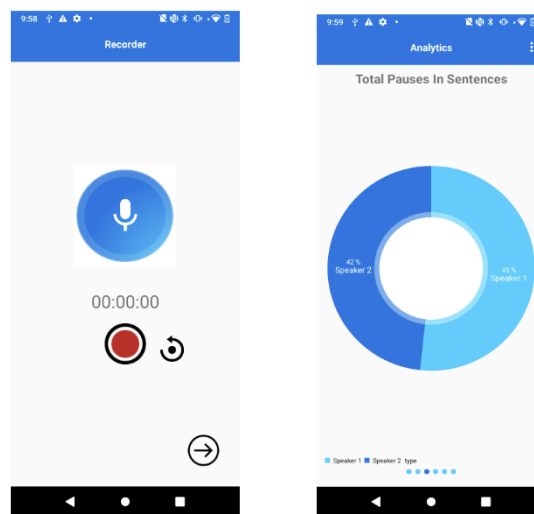 9:58
Recorder
00:00:00
9:59
Analytics
Total Pauses In Sentences
42 %
Speaker 2
45 %
Speaker 1
Speaker 1 Speaker 2 type